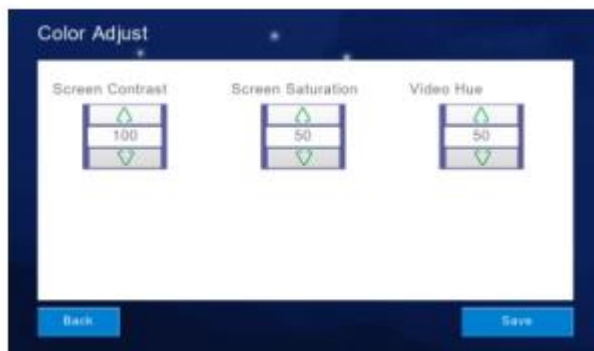 Color Adjust
Screen Contrast
Screen Saturation
Video Hue
100
50
50
Back
Save